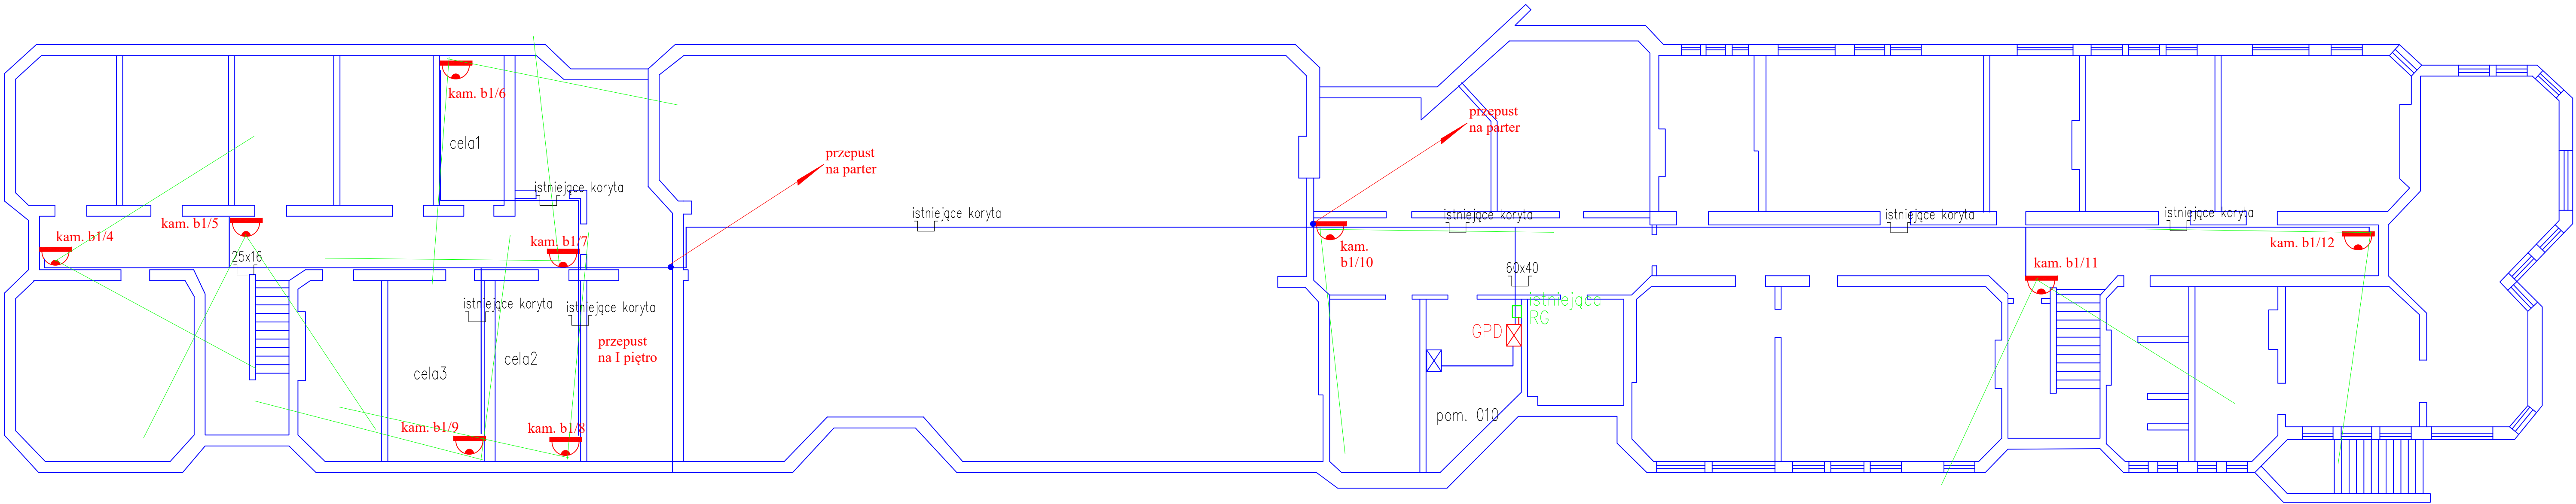 kam. b1/6
cela1
istniejące koryta
przepust
na parter
przepust
na parter
kam. b1/5
kam. b1/4
25x16
kam. b1/7
istniejące koryta
istniejące koryta
istniejące koryta
istniejące koryta
kam.
b1/10
kam. b1/12
kam. b1/11
60x40
istniejąca
RG
GPD
istniejące koryta
istniejące koryta
przepust
na I piętro
cela3
cela2
pom. 010
kam. b1/9
kam. b1/8